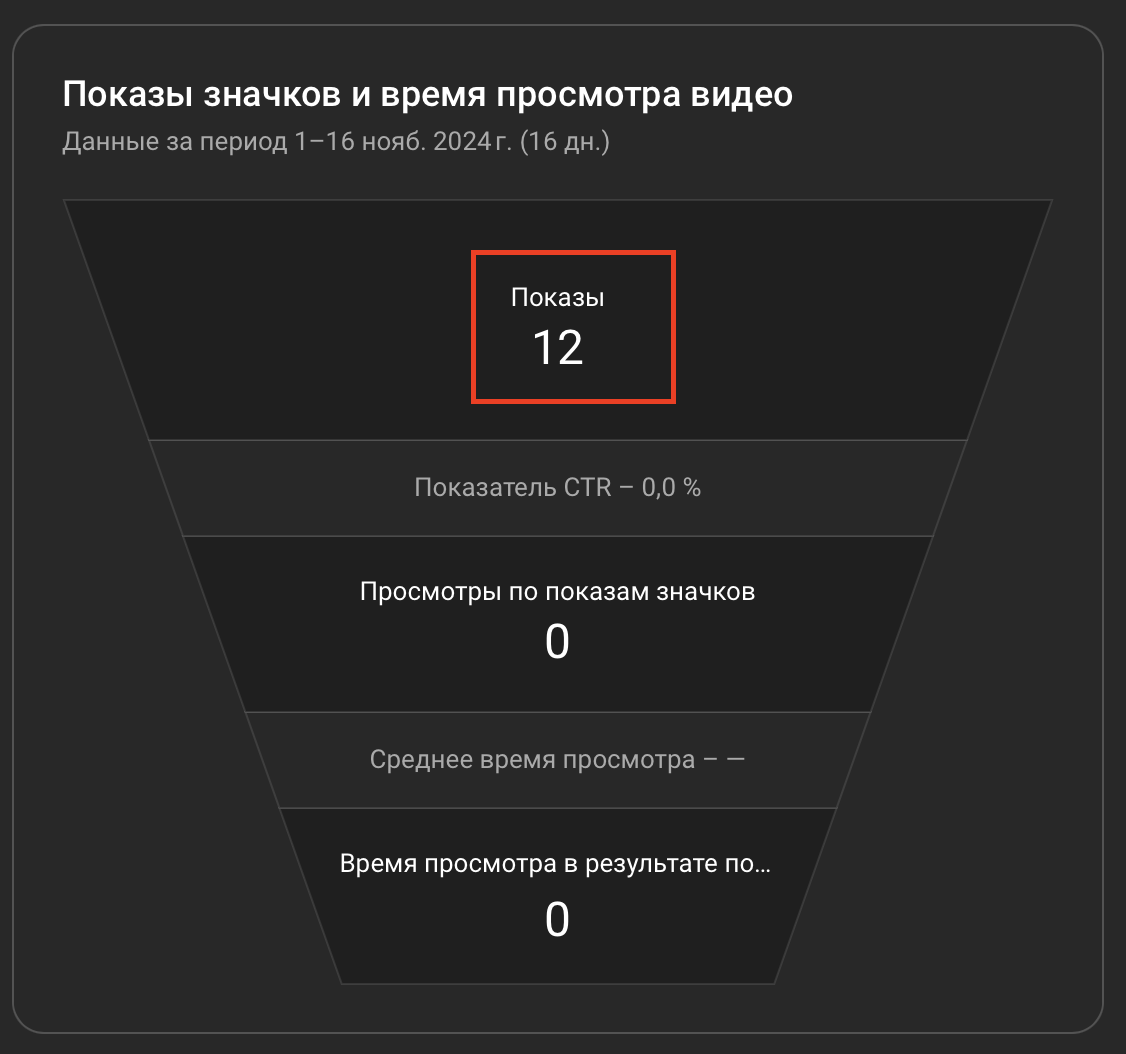 Показы значков и время просмотра видео
Данные за период 1–16 нояб. 2024 г. (16 дн.)
Показы
12
Показатель CTR – 0,0 %
Просмотры по показам значков
0
Среднее время просмотра – —
Время просмотра в результате по…
0